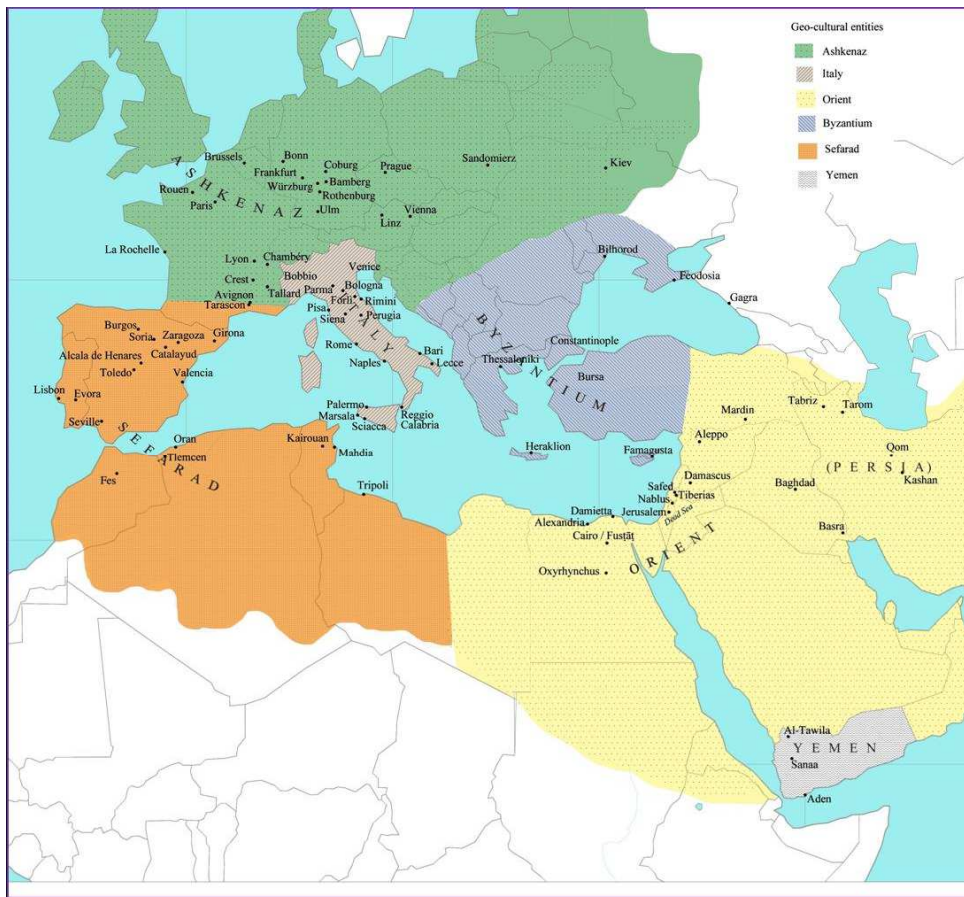 Geo-cultural entities
Ashkenaz
Italy
Orient
Byzantium
Sefarad
Yemen
ASHKENAZ
Brussels
Bonn
Frankfurt
Coburg
Würzburg
Bamberg
Rothenburg
Prague
Sandomierz
Kiev
Rouen
Paris
Ulm
Linz
Vienna
La Rochelle
Lyon
Chambéry
Crest
Tallard
Avignon
Tarascon
ITALY
Bobbio
Venice
Parma
Bologna
Forlì
Rimini
Pisa
Siena
Perugia
Rome
Naples
Bari
Lecce
Palermo
Marsala
Sciacca
Reggio
Calabria
BYZANTIUM
Bilhorod
Feodosia
Gagra
Constantinople
Thessaloniki
Bursa
Heraklion
Famagusta
SEFARAD
Burgos
Soria
Zaragoza
Girona
Alcala de Henares
Catalayud
Toledo
Valencia
Lisbon
Evora
Seville
Oran
Tlemcen
Fes
Kairouan
Mahdia
Tripoli
ORIENT
(PERSIA)
Tabriz
Tarom
Mardin
Aleppo
Qom
Kashan
Damascus
Baghdad
Safed
Tiberias
Nablus
Jerusalem
Dead Sea
Basra
Damietta
Alexandria
Cairo / Fusṭāṭ
Oxyrhynchus
YEMEN
Al-Tawila
Sanaa
Aden